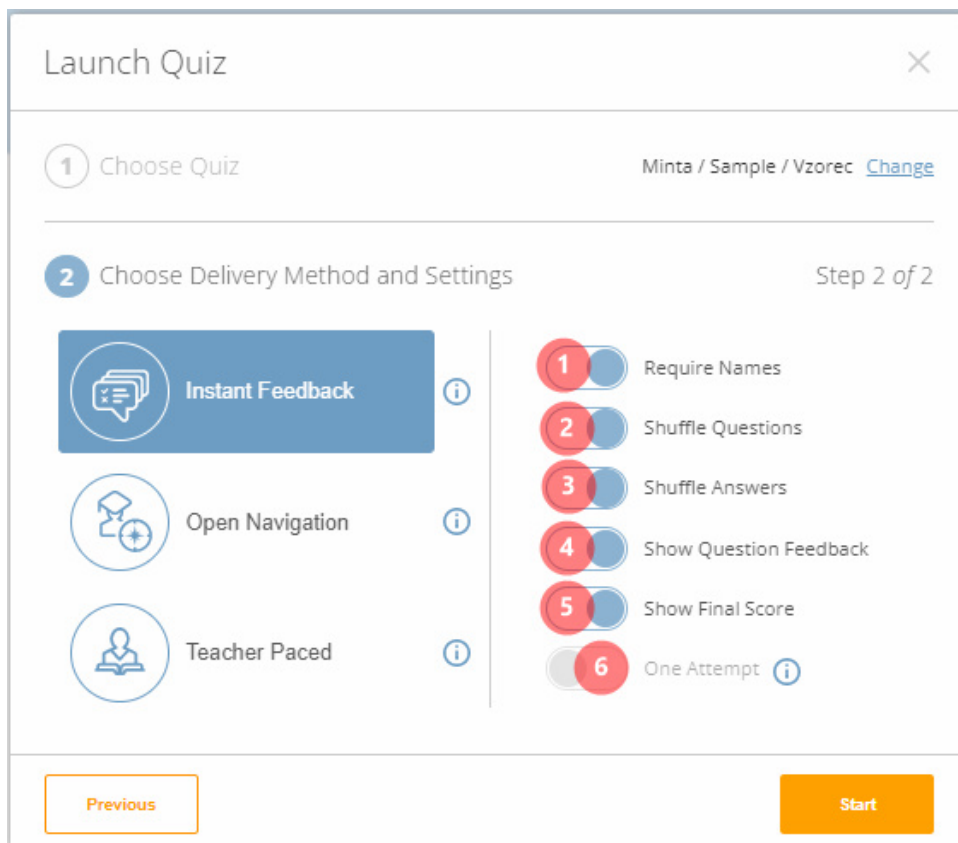 Launch Quiz
1 Choose Quiz
Minta / Sample / Vzorec Change
2 Choose Delivery Method and Settings
Step 2 of 2
Instant Feedback
Open Navigation
Teacher Paced
1 Require Names
2 Shuffle Questions
3 Shuffle Answers
4 Show Question Feedback
5 Show Final Score
6 One Attempt
Previous
Start